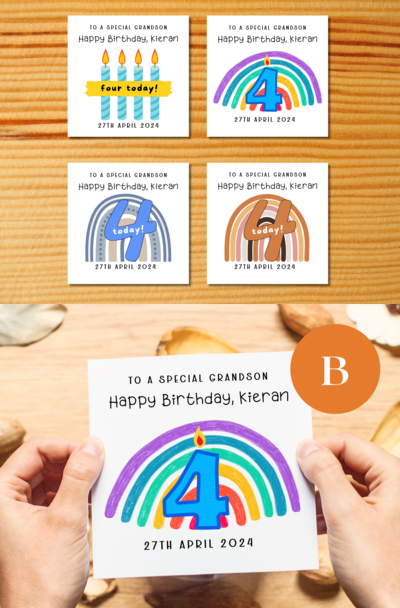 TO A SPECIAL GRANDSON
Happy Birthday, Kieran
four today!
27TH APRIL 2024
TO A SPECIAL GRANDSON
Happy Birthday, Kieran
4
27TH APRIL 2024
TO A SPECIAL GRANDSON
Happy Birthday, Kieran
4
today!
27TH APRIL 2024
TO A SPECIAL GRANDSON
Happy Birthday, Kieran
4
today!
27TH APRIL 2024
B
TO A SPECIAL GRANDSON
Happy Birthday, Kieran
4
27TH APRIL 2024